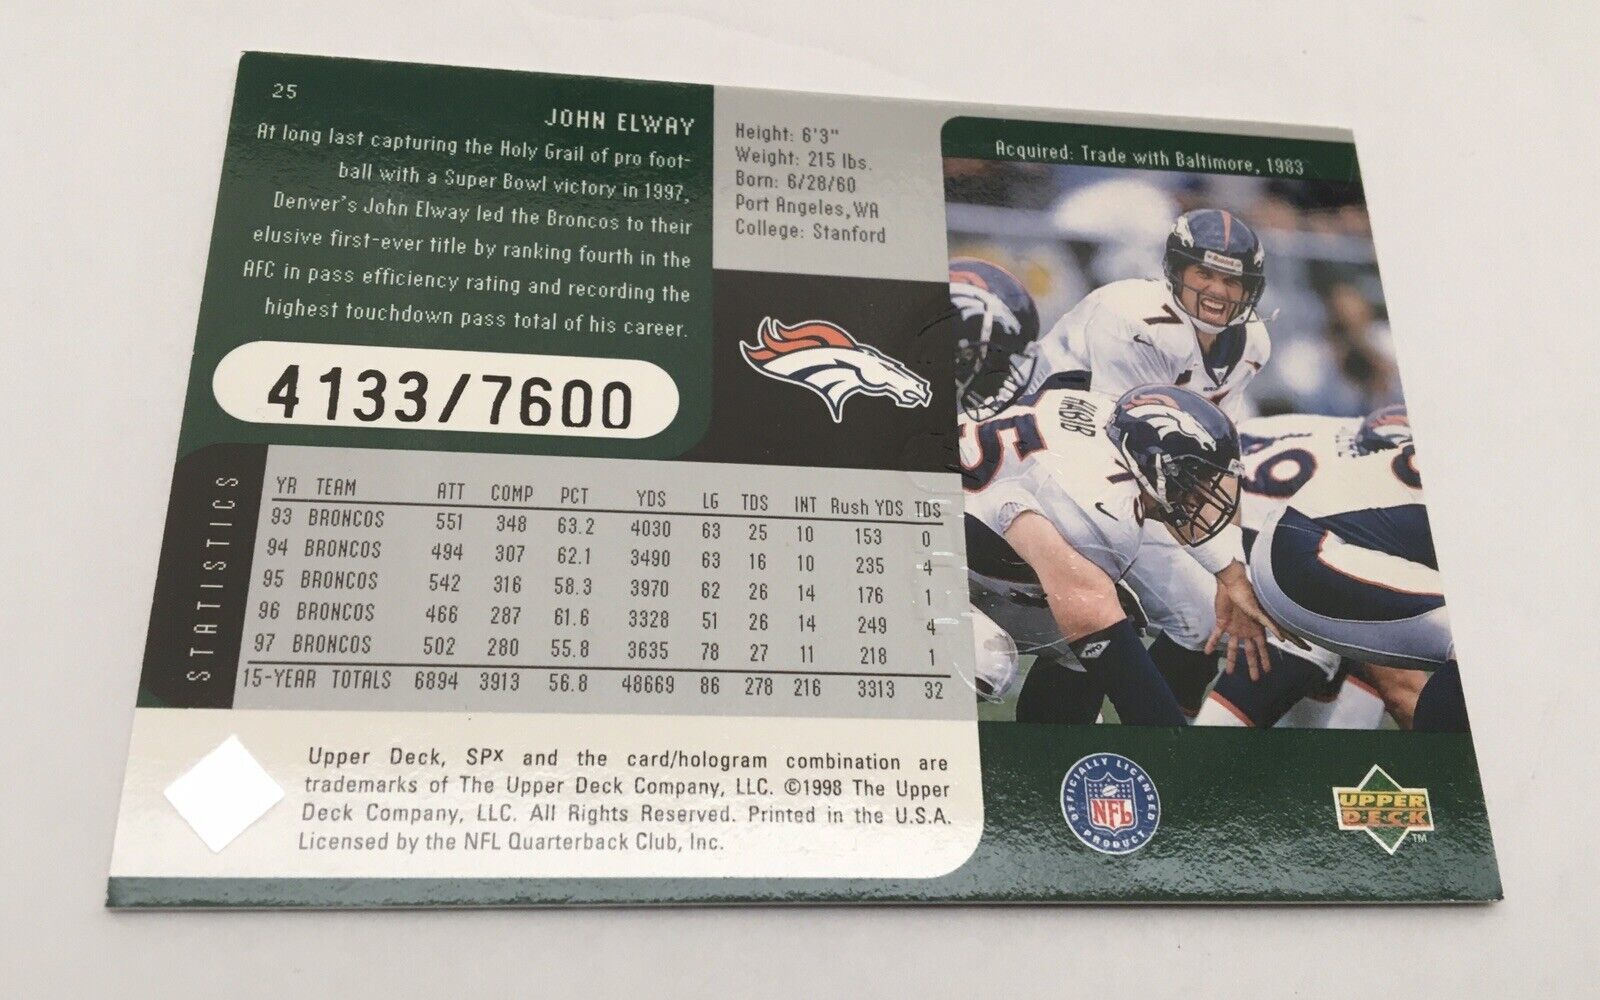 25
JOHN ELWAY
At long last capturing the Holy Grail of pro foot-
ball with a Super Bowl victory in 1997,
Denver's John Elway led the Broncos to their
elusive first-ever title by ranking fourth in the
AFC in pass efficiency rating and recording the
highest touchdown pass total of his career.
4133/7600
Height: 6'3"
Weight: 215 lbs.
Born: 6/28/60
Port Angeles, WA
College: Stanford
Acquired: Trade with Baltimore, 1983
Riddell
7
HABIB
75
9
STATISTICS
YR TEAM ATT COMP PCT YDS LG TDS INT Rush YDS TDS
93 BRONCOS 551 348 63.2 4030 63 25 10 153 0
94 BRONCOS 494 307 62.1 3490 63 16 10 235 4
95 BRONCOS 542 316 58.3 3970 62 26 14 176 1
96 BRONCOS 466 287 61.6 3328 51 26 14 249 4
97 BRONCOS 502 280 55.8 3635 78 27 11 218 1
15-YEAR TOTALS 6894 3913 56.8 48669 86 278 216 3313 32
Upper Deck, SPx and the card/hologram combination are
trademarks of The Upper Deck Company, LLC. ©1998 The Upper
Deck Company, LLC. All Rights Reserved. Printed in the U.S.A.
Licensed by the NFL Quarterback Club, Inc.
OFFICIALLY LICENSED
NFL
PRODUCT
UPPER
DECK
TM